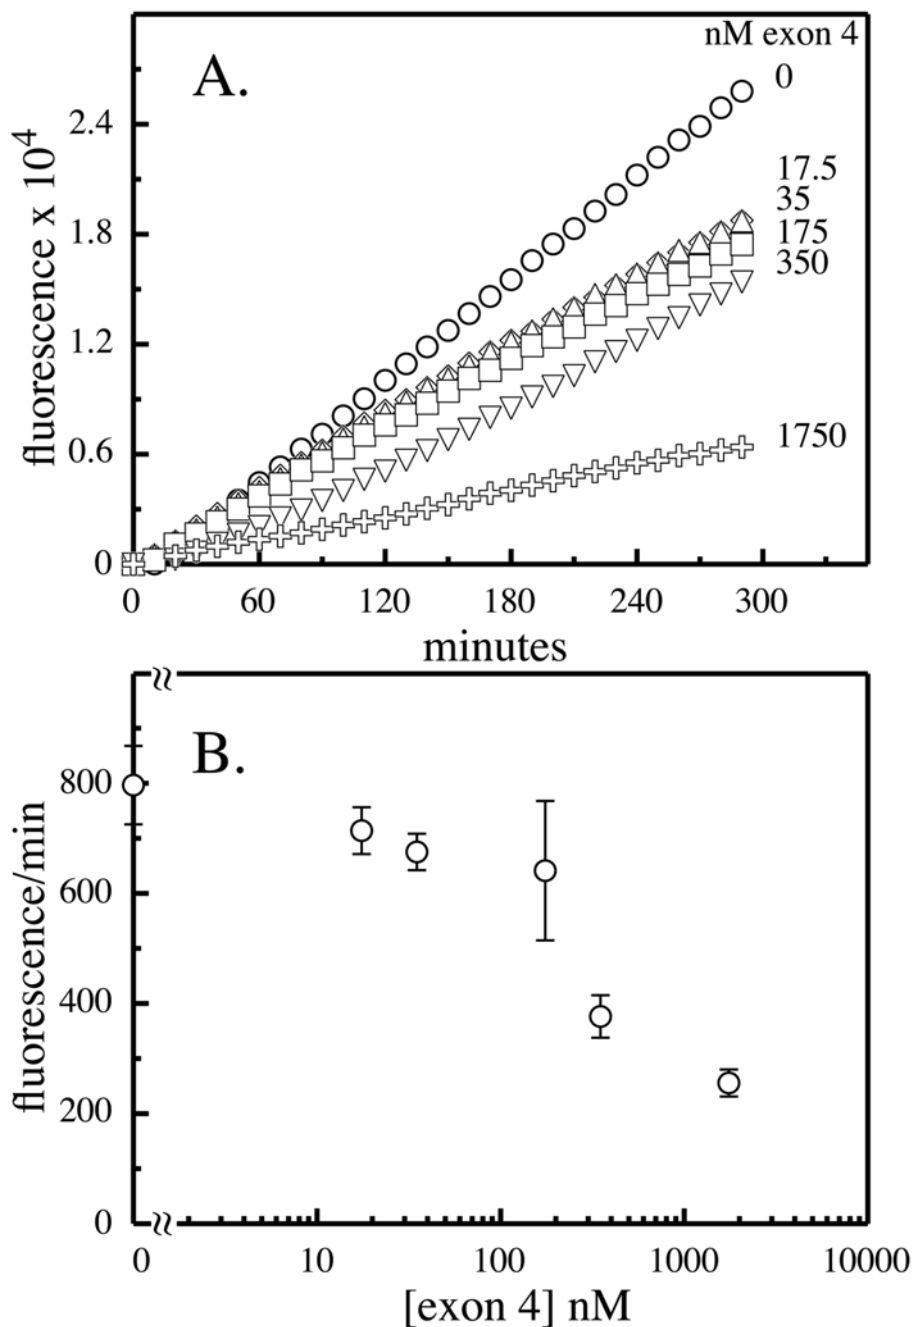 nM exon 4
A.
0
2.4
17.5
35
1.8
175
350
1.2
1750
0.6
0
0 60 120 180 240 300
minutes
fluorescence x 10⁴
B.
800
600
400
200
0
0 10 100 1000 10000
[exon 4] nM
fluorescence/min